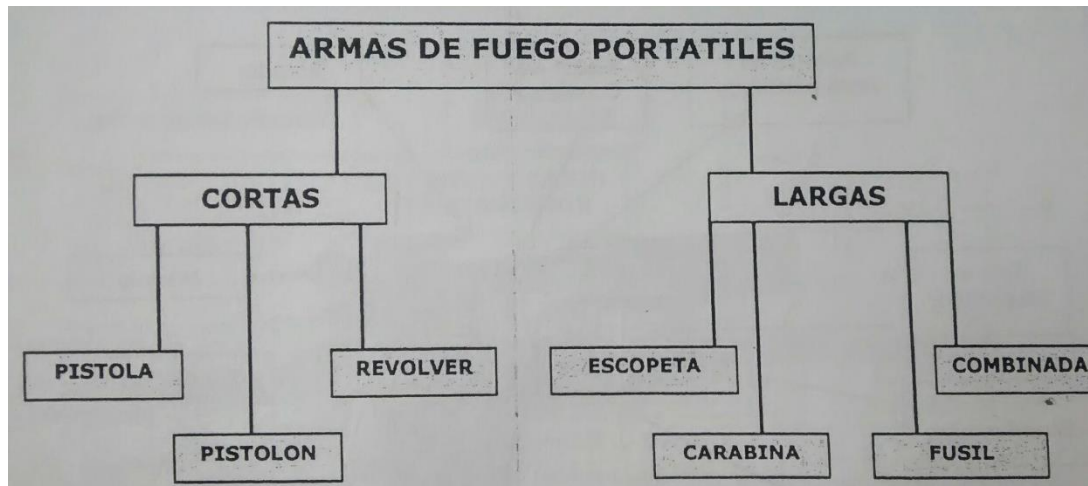 ARMAS DE FUEGO PORTATILES
CORTAS
LARGAS
PISTOLA
REVOLVER
ESCOPETA
COMBINADA
PISTOLON
CARABINA
FUSIL